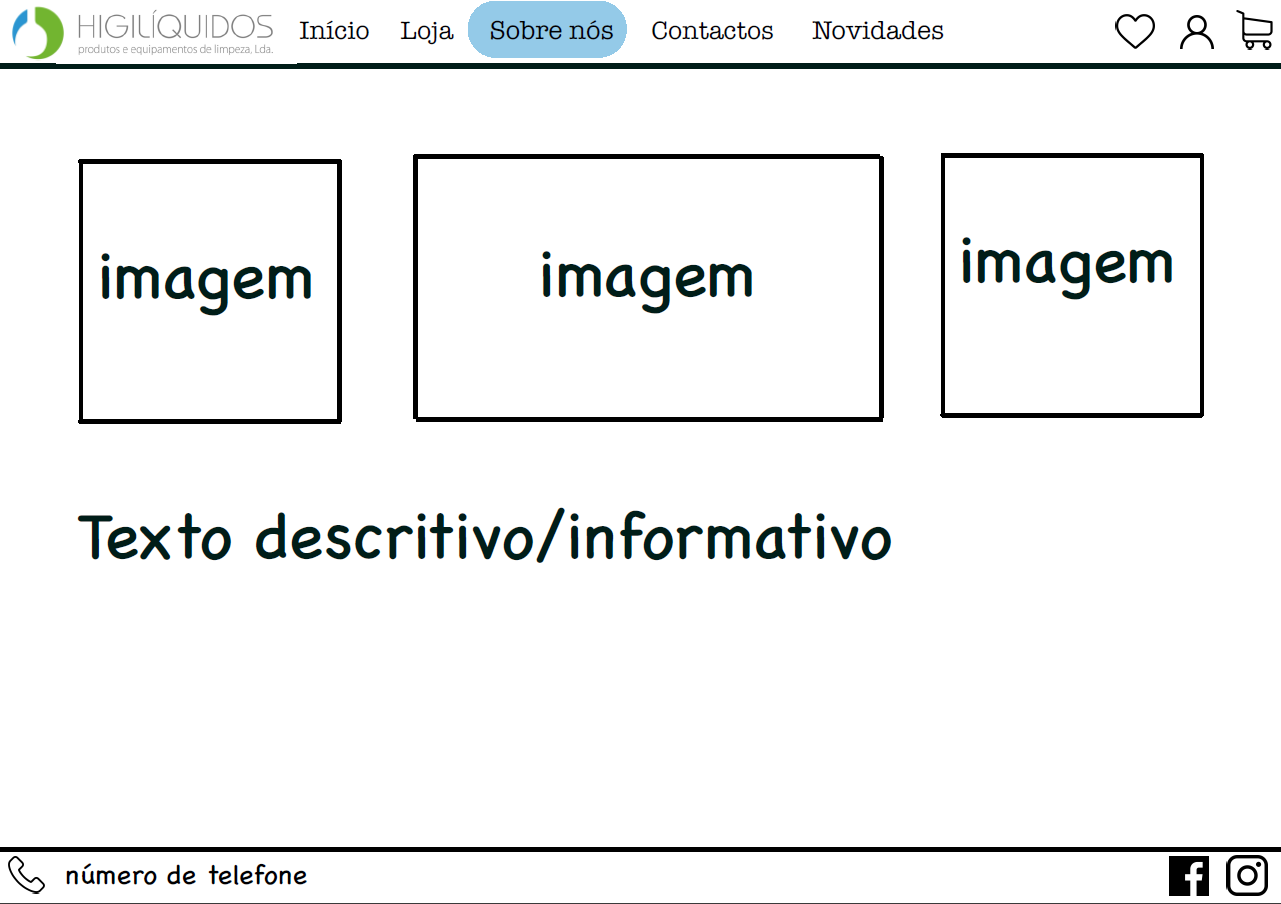 HIGILÍQUIDOS
produtos e equipamentos de limpeza, Lda.
Início Loja Sobre nós Contactos Novidades
imagem imagem imagem
Texto descritivo/informativo
número de telefone